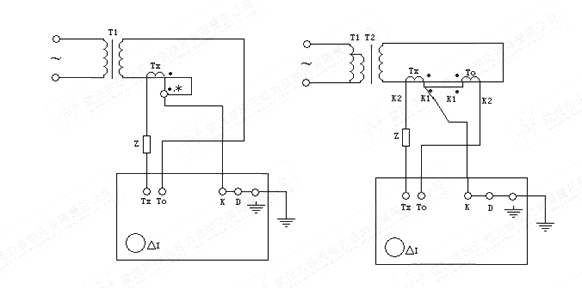 T1
Tx
*
~
Z
Tx To K D
ΔI
T1 T2
Tx To
~
K2 K1 K1 K2
Z
Tx To K D
ΔI